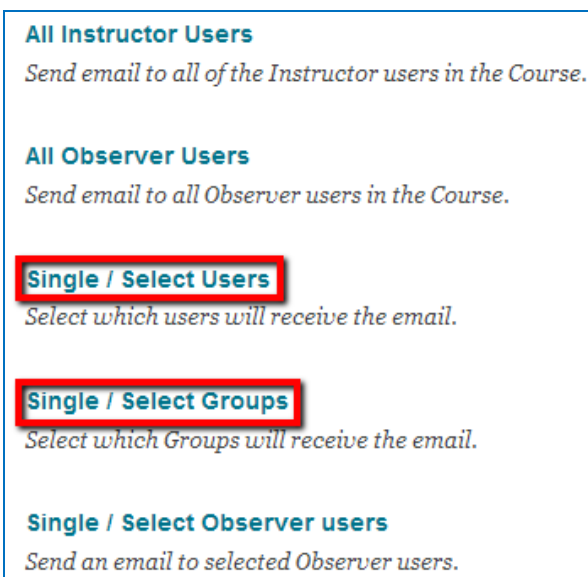 All Instructor Users
Send email to all of the Instructor users in the Course.
All Observer Users
Send email to all Observer users in the Course.
Single / Select Users
Select which users will receive the email.
Single / Select Groups
Select which Groups will receive the email.
Single / Select Observer users
Send an email to selected Observer users.